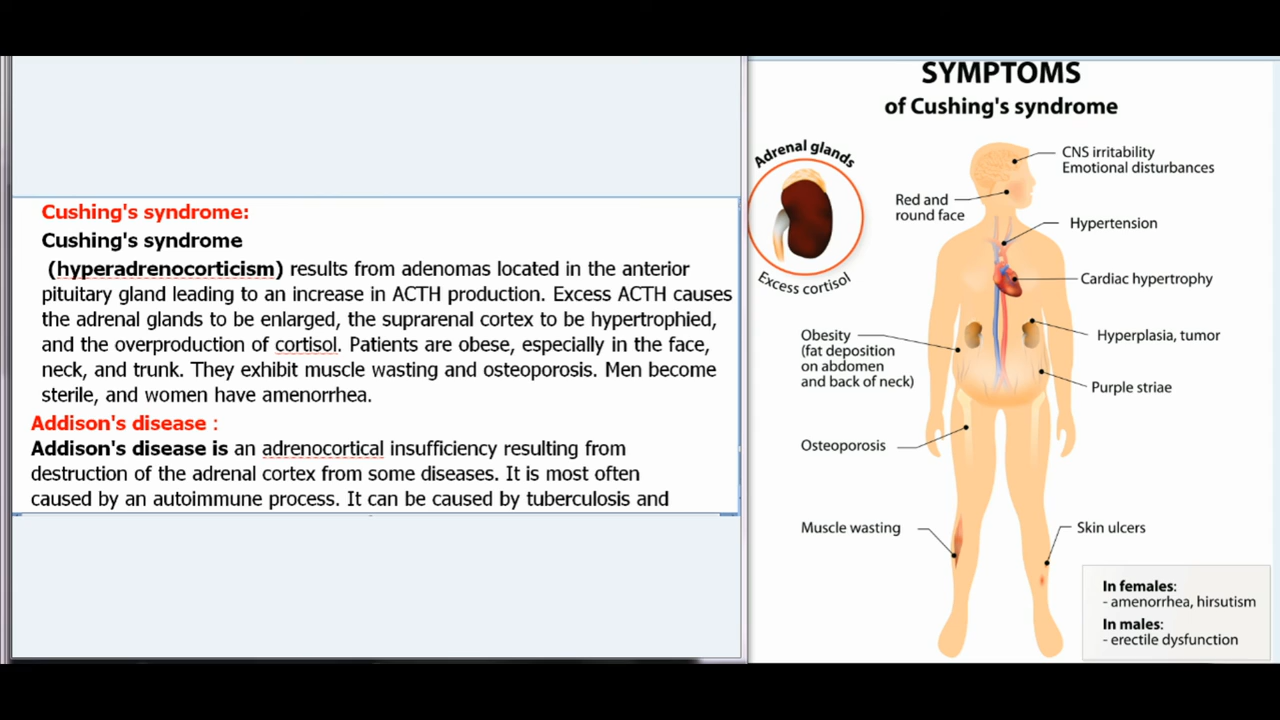 Cushing's syndrome:
Cushing's syndrome
(hyperadrenocorticism) results from adenomas located in the anterior
pituitary gland leading to an increase in ACTH production. Excess ACTH causes
the adrenal glands to be enlarged, the suprarenal cortex to be hypertrophied,
and the overproduction of cortisol. Patients are obese, especially in the face,
neck, and trunk. They exhibit muscle wasting and osteoporosis. Men become
sterile, and women have amenorrhea.
Addison's disease :
Addison's disease is an adrenocortical insufficiency resulting from
destruction of the adrenal cortex from some diseases. It is most often
caused by an autoimmune process. It can be caused by tuberculosis and
SYMPTOMS
of Cushing's syndrome
Adrenal glands
Excess cortisol
CNS irritability
Emotional disturbances
Red and
round face
Hypertension
Cardiac hypertrophy
Obesity
(fat deposition
on abdomen
and back of neck)
Hyperplasia, tumor
Purple striae
Osteoporosis
Muscle wasting
Skin ulcers
In females:
- amenorrhea, hirsutism
In males:
- erectile dysfunction